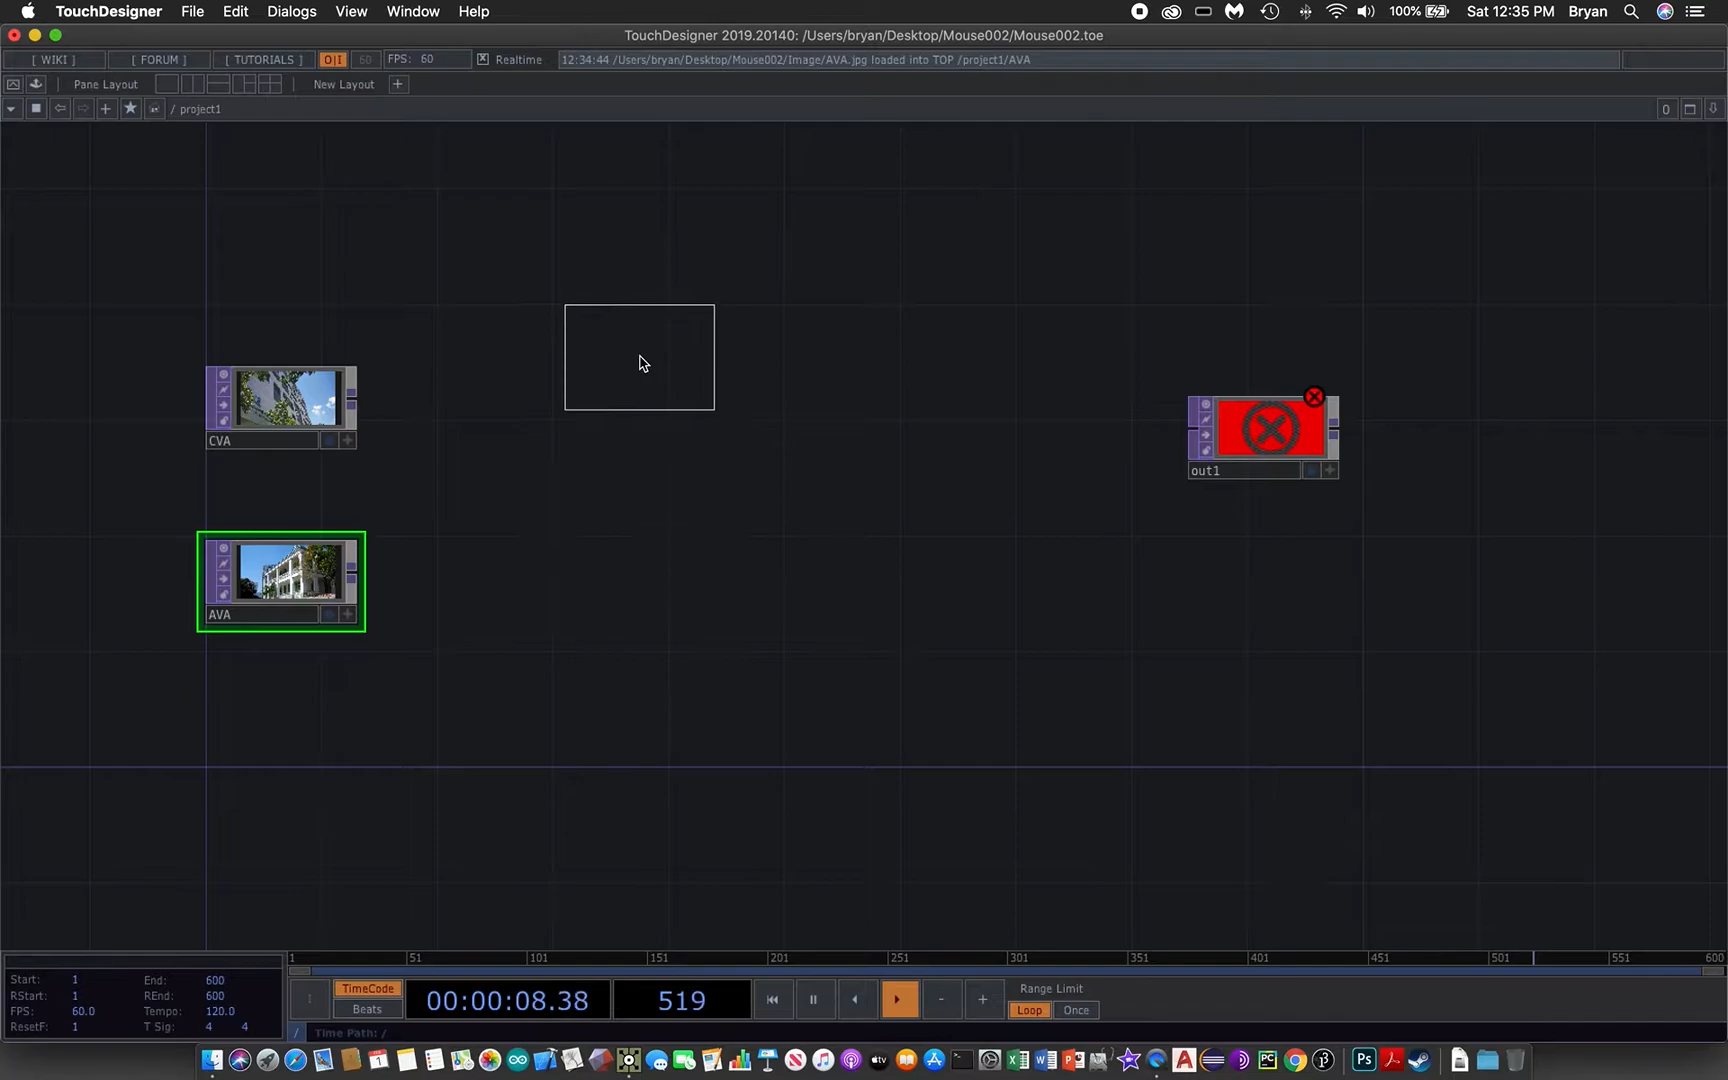 TouchDesigner File Edit Dialogs View Window Help 100% Sat 12:35 PM Bryan
TouchDesigner 2019.20140: /Users/bryan/Desktop/Mouse002/Mouse002.toe
[ WIKI ] [ FORUM ] [ TUTORIALS ] O|I 60 FPS: 60 Realtime 12:34:44 /Users/bryan/Desktop/Mouse002/Image/AVA.jpg loaded into TOP /project1/AVA
Pane Layout New Layout +
/ project1 0
CVA
out1
AVA
1 51 101 151 201 251 301 351 401 451 501 551 600
Start: 1 End: 600
RStart: 1 REnd: 600
FPS: 60.0 Tempo: 120.0
ResetF: 1 T Sig: 4 4
TimeCode
Beats
00:00:08.38 519
- +
Range Limit
Loop Once
/ Time Path: /
tv
A
PC
Ps